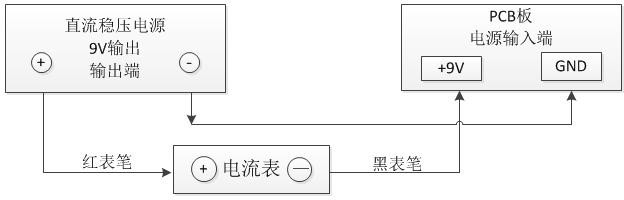 直流稳压电源
9V输出
输出端
+
-
PCB板
电源输入端
+9V
GND
红表笔
+ 电流表 —
黑表笔